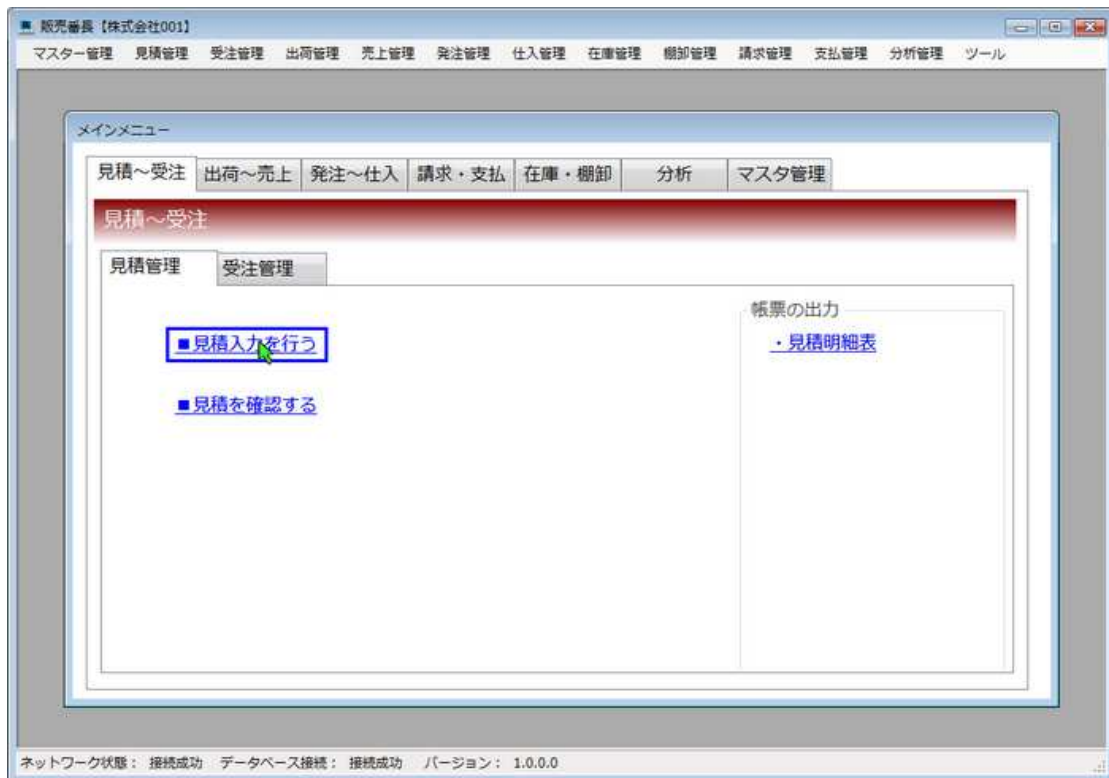 販売番長【株式会社001】
マスター管理 見積管理 受注管理 出荷管理 売上管理 発注管理 仕入管理 在庫管理 棚卸管理 請求管理 支払管理 分析管理 ツール
メインメニュー
見積～受注 出荷～売上 発注～仕入 請求・支払 在庫・棚卸 分析 マスタ管理
見積～受注
見積管理 受注管理
帳票の出力
■見積入力を行う ・見積明細表
■見積を確認する
ネットワーク状態： 接続成功 データベース接続： 接続成功 バージョン： 1.0.0.0